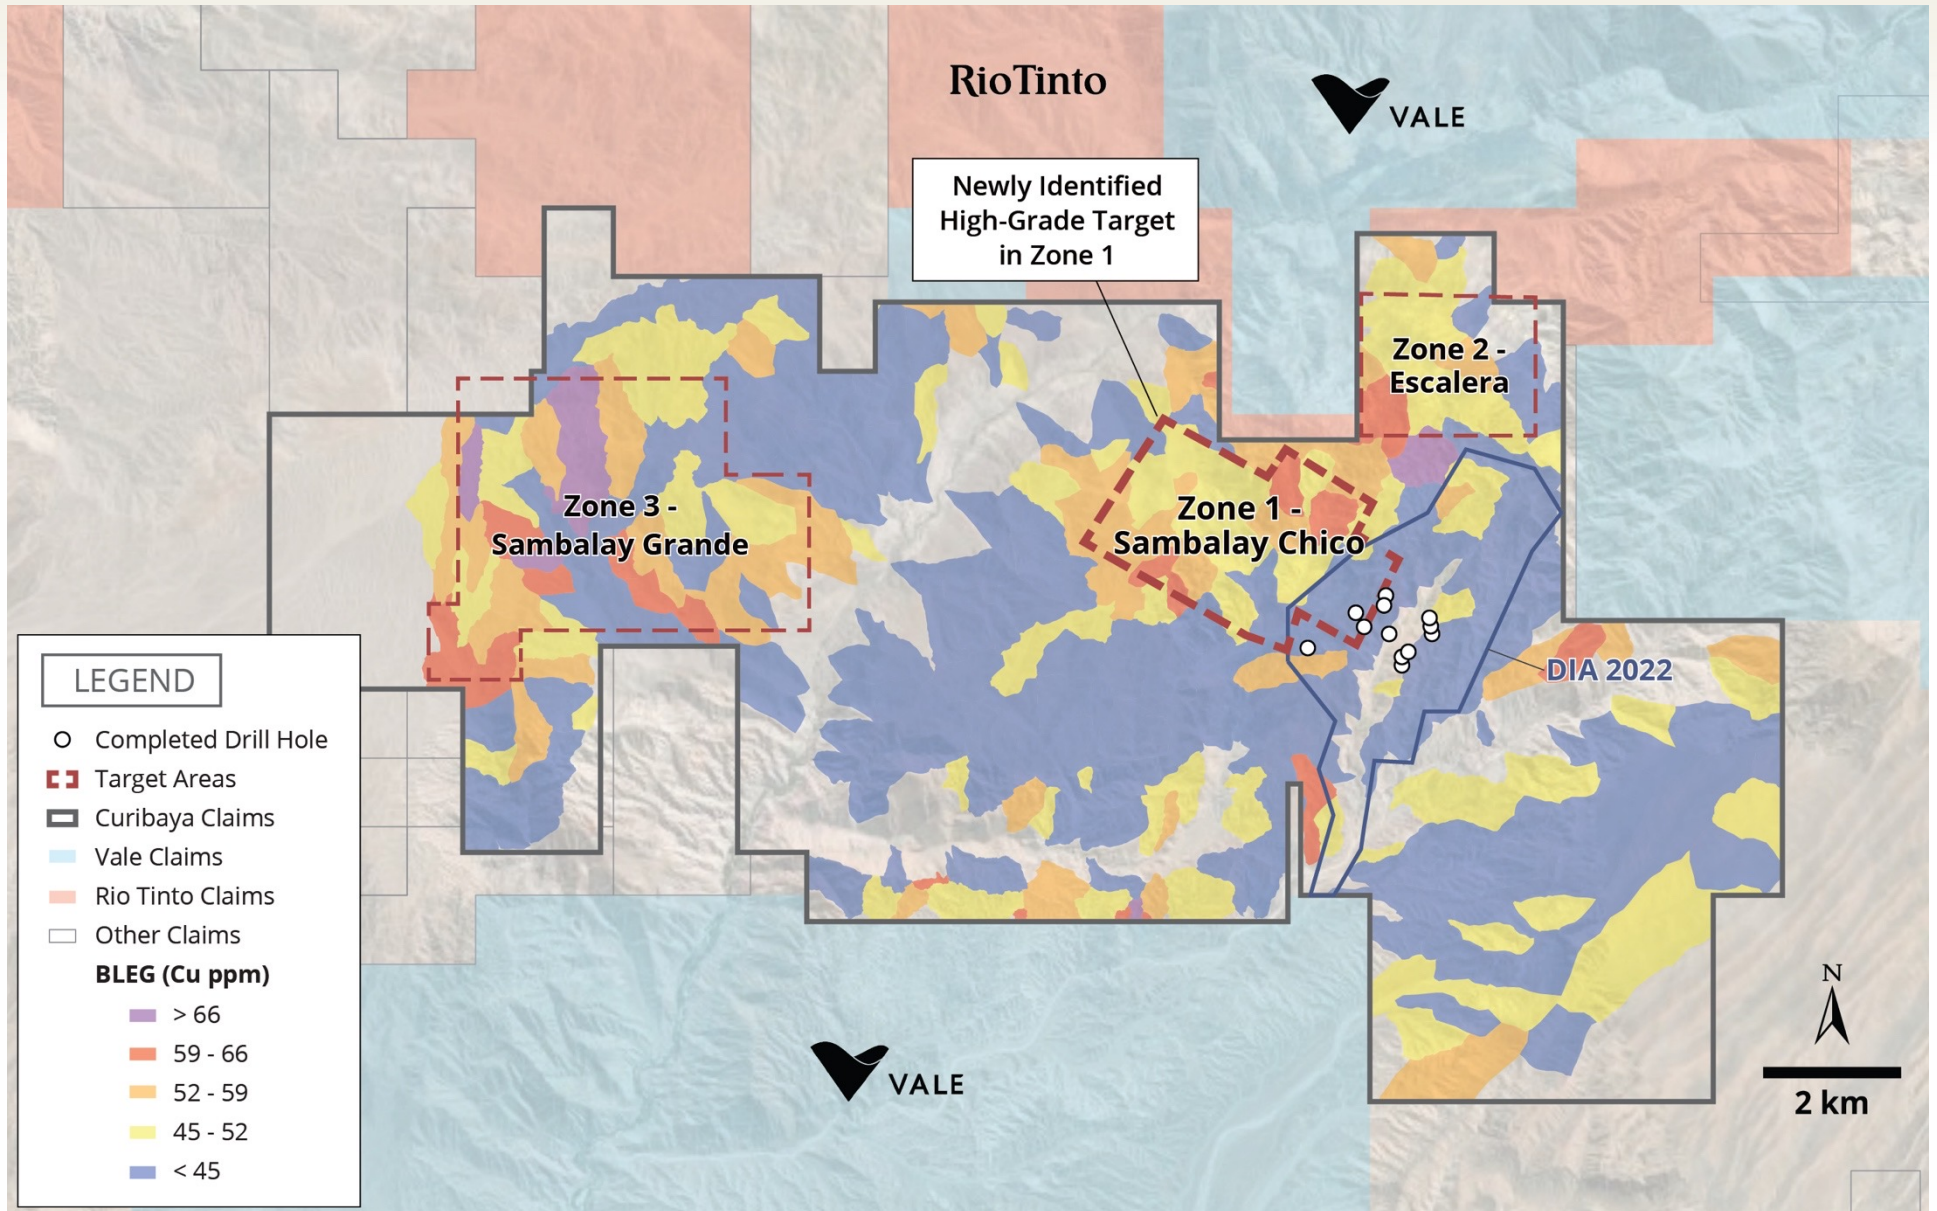 RioTinto
VALE
Newly Identified
High-Grade Target
in Zone 1
Zone 2 -
Escalera
Zone 3 -
Sambalay Grande
Zone 1 -
Sambalay Chico
DIA 2022
LEGEND
Completed Drill Hole
Target Areas
Curibaya Claims
Vale Claims
Rio Tinto Claims
Other Claims
BLEG (Cu ppm)
> 66
59 - 66
52 - 59
45 - 52
< 45
VALE
N
2 km